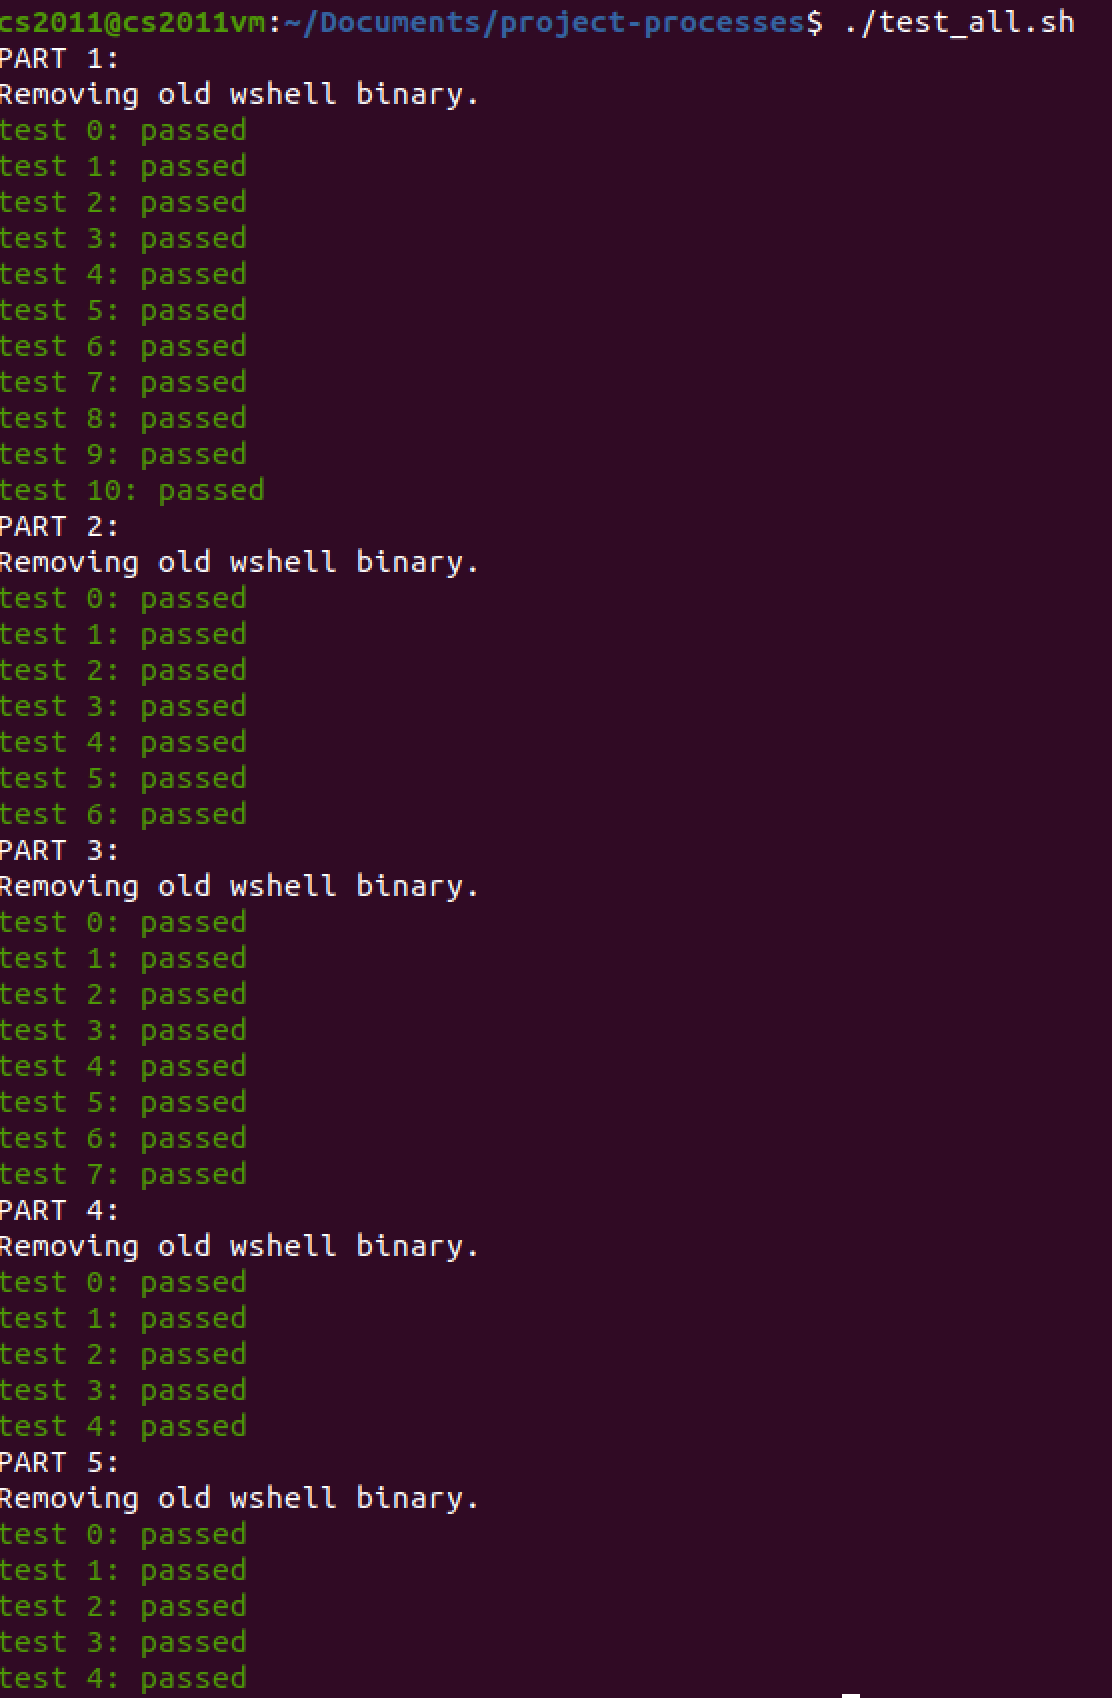 cs2011@cs2011vm:~/Documents/project-processes$ ./test_all.sh
PART 1:
Removing old wshell binary.
test 0: passed
test 1: passed
test 2: passed
test 3: passed
test 4: passed
test 5: passed
test 6: passed
test 7: passed
test 8: passed
test 9: passed
test 10: passed
PART 2:
Removing old wshell binary.
test 0: passed
test 1: passed
test 2: passed
test 3: passed
test 4: passed
test 5: passed
test 6: passed
PART 3:
Removing old wshell binary.
test 0: passed
test 1: passed
test 2: passed
test 3: passed
test 4: passed
test 5: passed
test 6: passed
test 7: passed
PART 4:
Removing old wshell binary.
test 0: passed
test 1: passed
test 2: passed
test 3: passed
test 4: passed
PART 5:
Removing old wshell binary.
test 0: passed
test 1: passed
test 2: passed
test 3: passed
test 4: passed